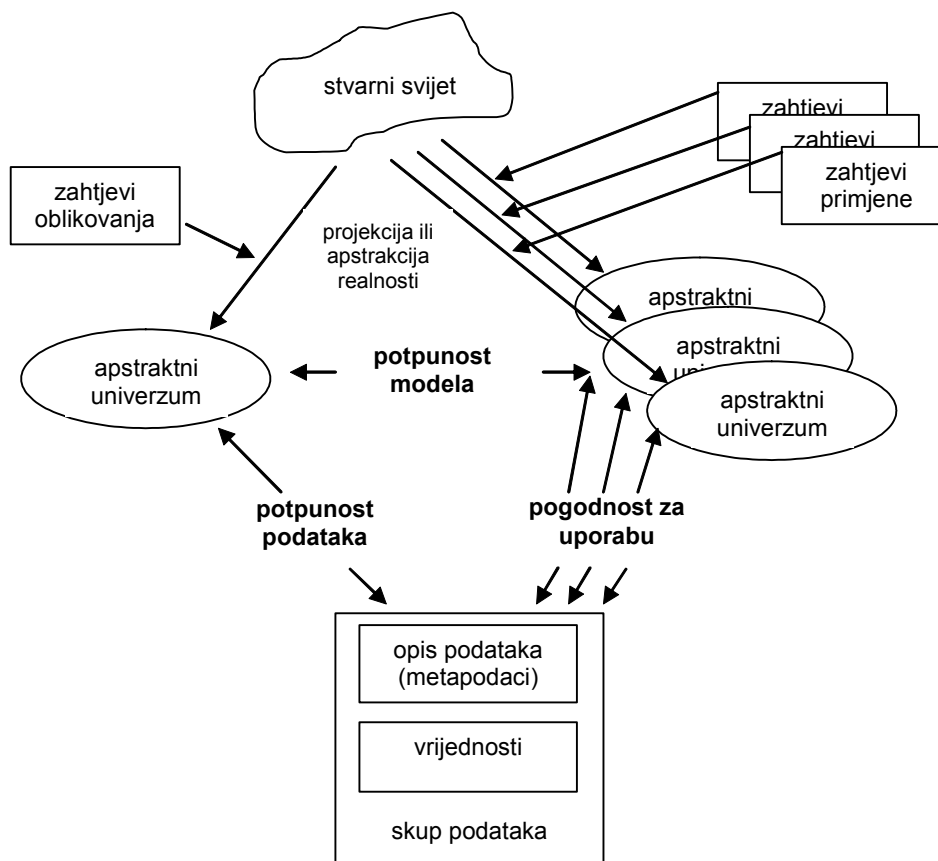 stvarni svijet
zahtjevi
zahtjevi
zahtjevi
primjene
zahtjevi
oblikovanja
projekcija ili
apstrakcija
realnosti
apstraktni
apstraktni
apstraktni
univerzum
apstraktni
univerzum
potpunost
modela
potpunost
podataka
pogodnost za
uporabu
opis podataka
(metapodaci)
vrijednosti
skup podataka